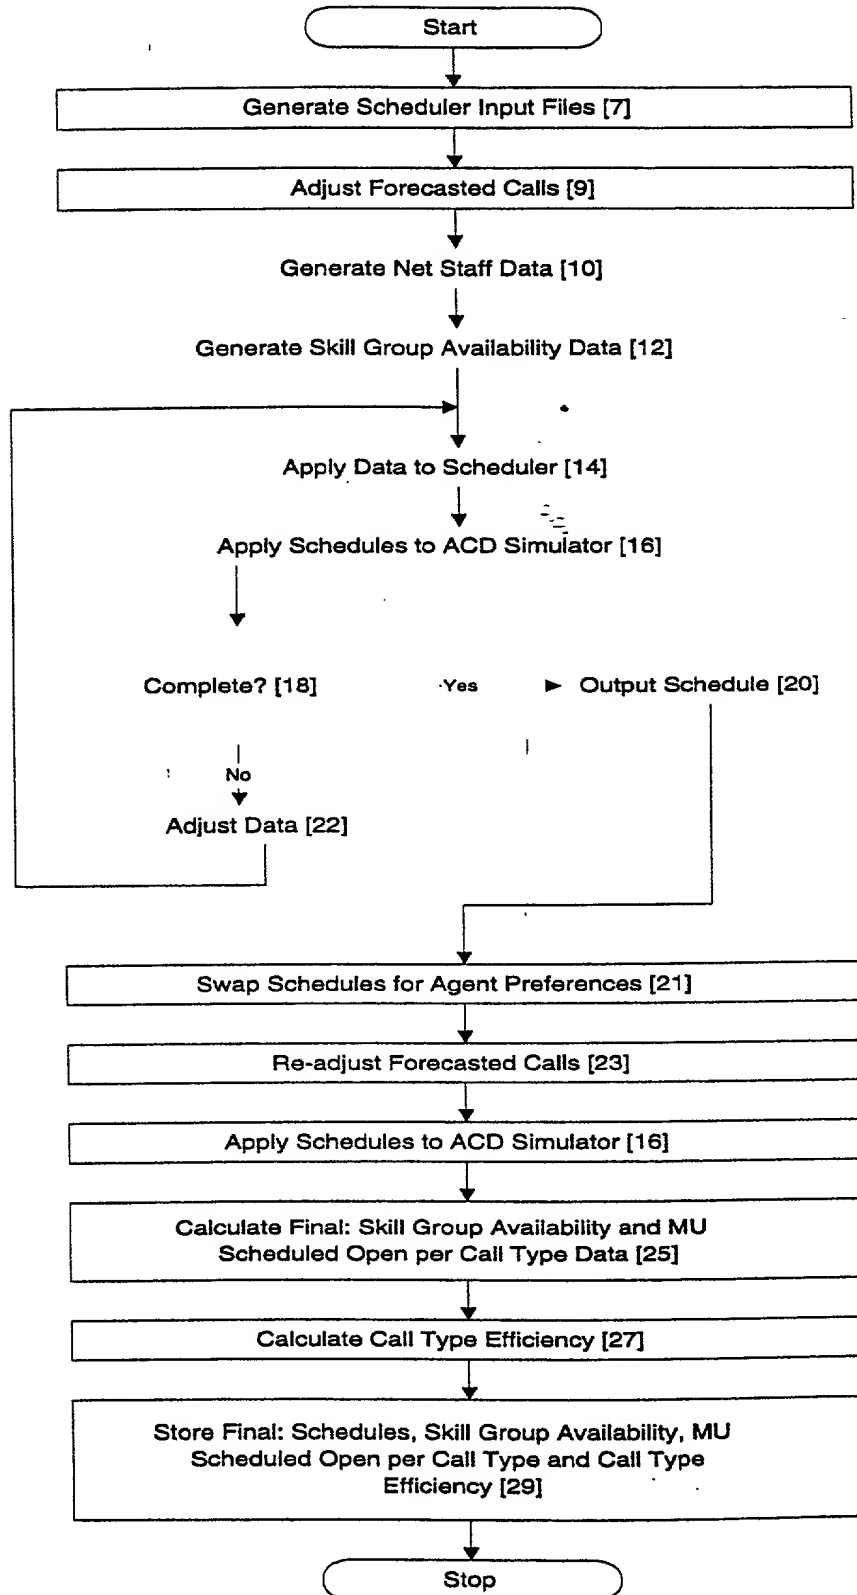 Start
Generate Scheduler Input Files [7]
Adjust Forecasted Calls [9]
Generate Net Staff Data [10]
Generate Skill Group Availability Data [12]
Apply Data to Scheduler [14]
Apply Schedules to ACD Simulator [16]
Complete? [18]
Yes
Output Schedule [20]
No
Adjust Data [22]
Swap Schedules for Agent Preferences [21]
Re-adjust Forecasted Calls [23]
Apply Schedules to ACD Simulator [16]
Calculate Final: Skill Group Availability and MU
Scheduled Open per Call Type Data [25]
Calculate Call Type Efficiency [27]
Store Final: Schedules, Skill Group Availability, MU
Scheduled Open per Call Type and Call Type
Efficiency [29]
Stop